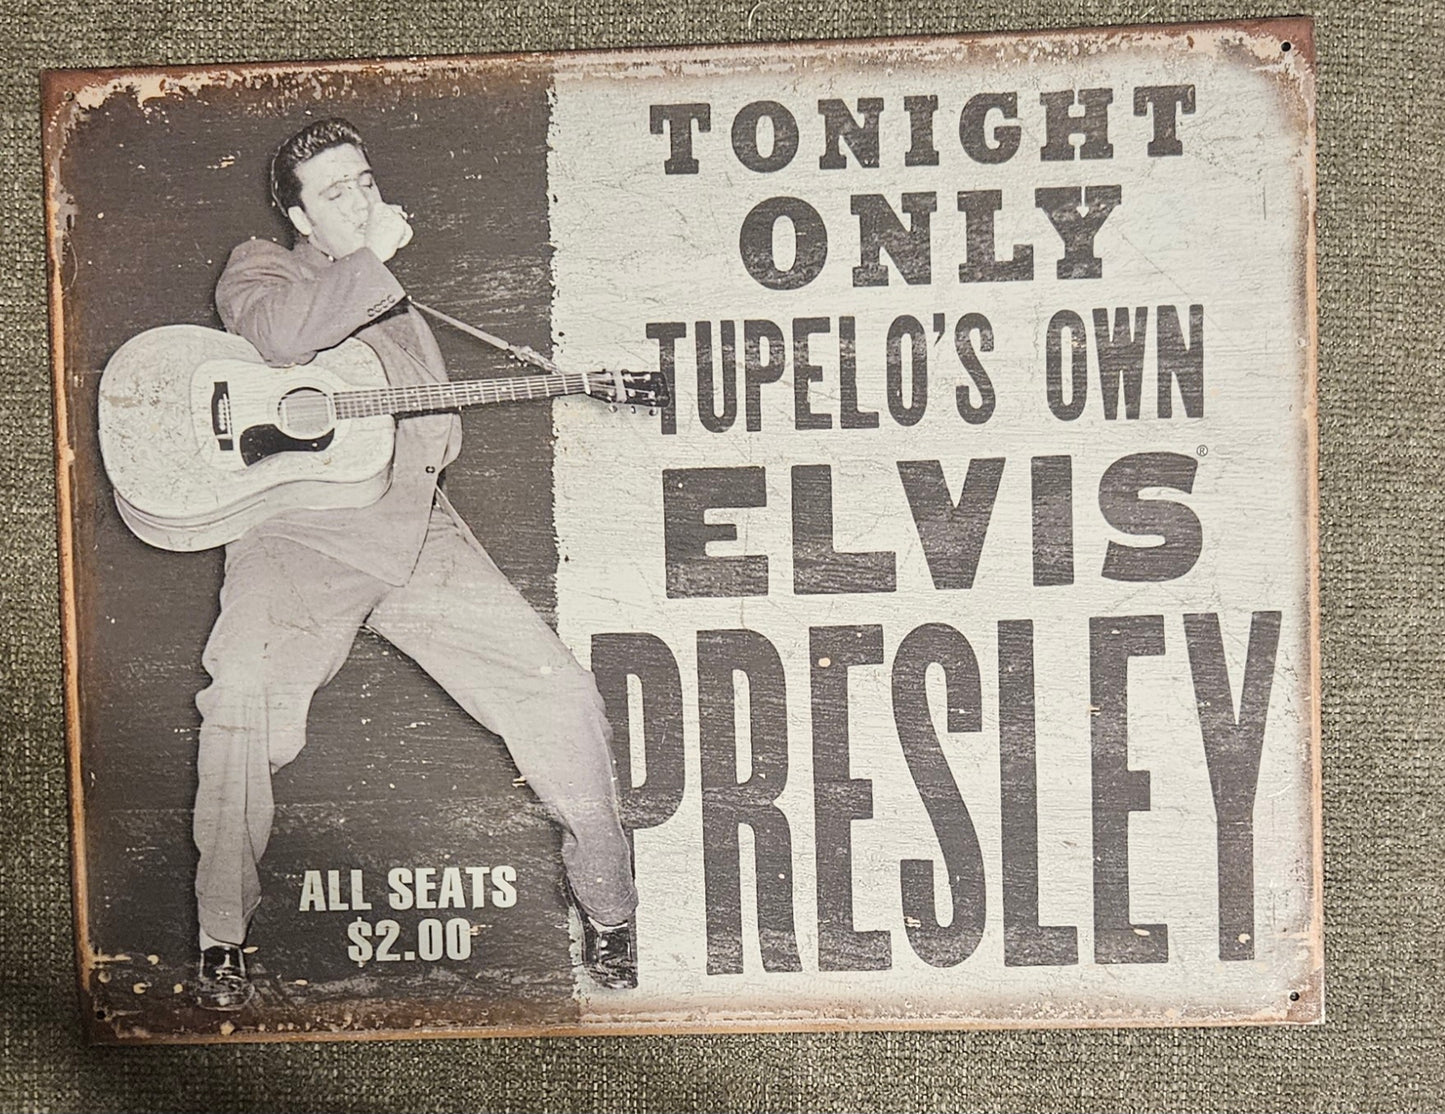 TONIGHT
ONLY
TUPELO'S OWN
ELVIS®
PRESLEY
ALL SEATS
$2.00